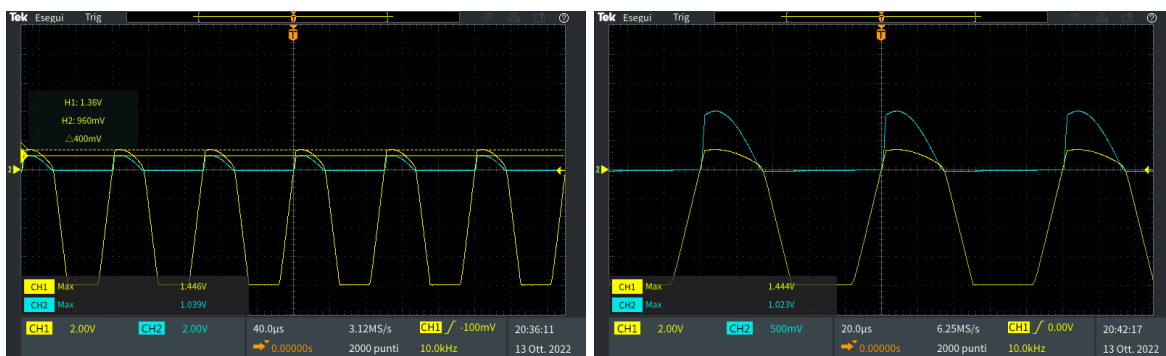 Tek Esegui Trig
T
T
H1: 1.36V
H2: 960mV
△400mV
2
CH1 Max 1.446V
CH2 Max 1.039V
CH1 2.00V CH2 2.00V
40.0µs 3.12MS/s CH1 -100mV
0.00000s 2000 punti 10.0kHz
20:36:11
13 Ott. 2022
Tek Esegui Trig
T
T
2
CH1 Max 1.444V
CH2 Max 1.023V
CH1 2.00V CH2 500mV
20.0µs 6.25MS/s CH1 0.00V
0.00000s 2000 punti 10.0kHz
20:42:17
13 Ott. 2022